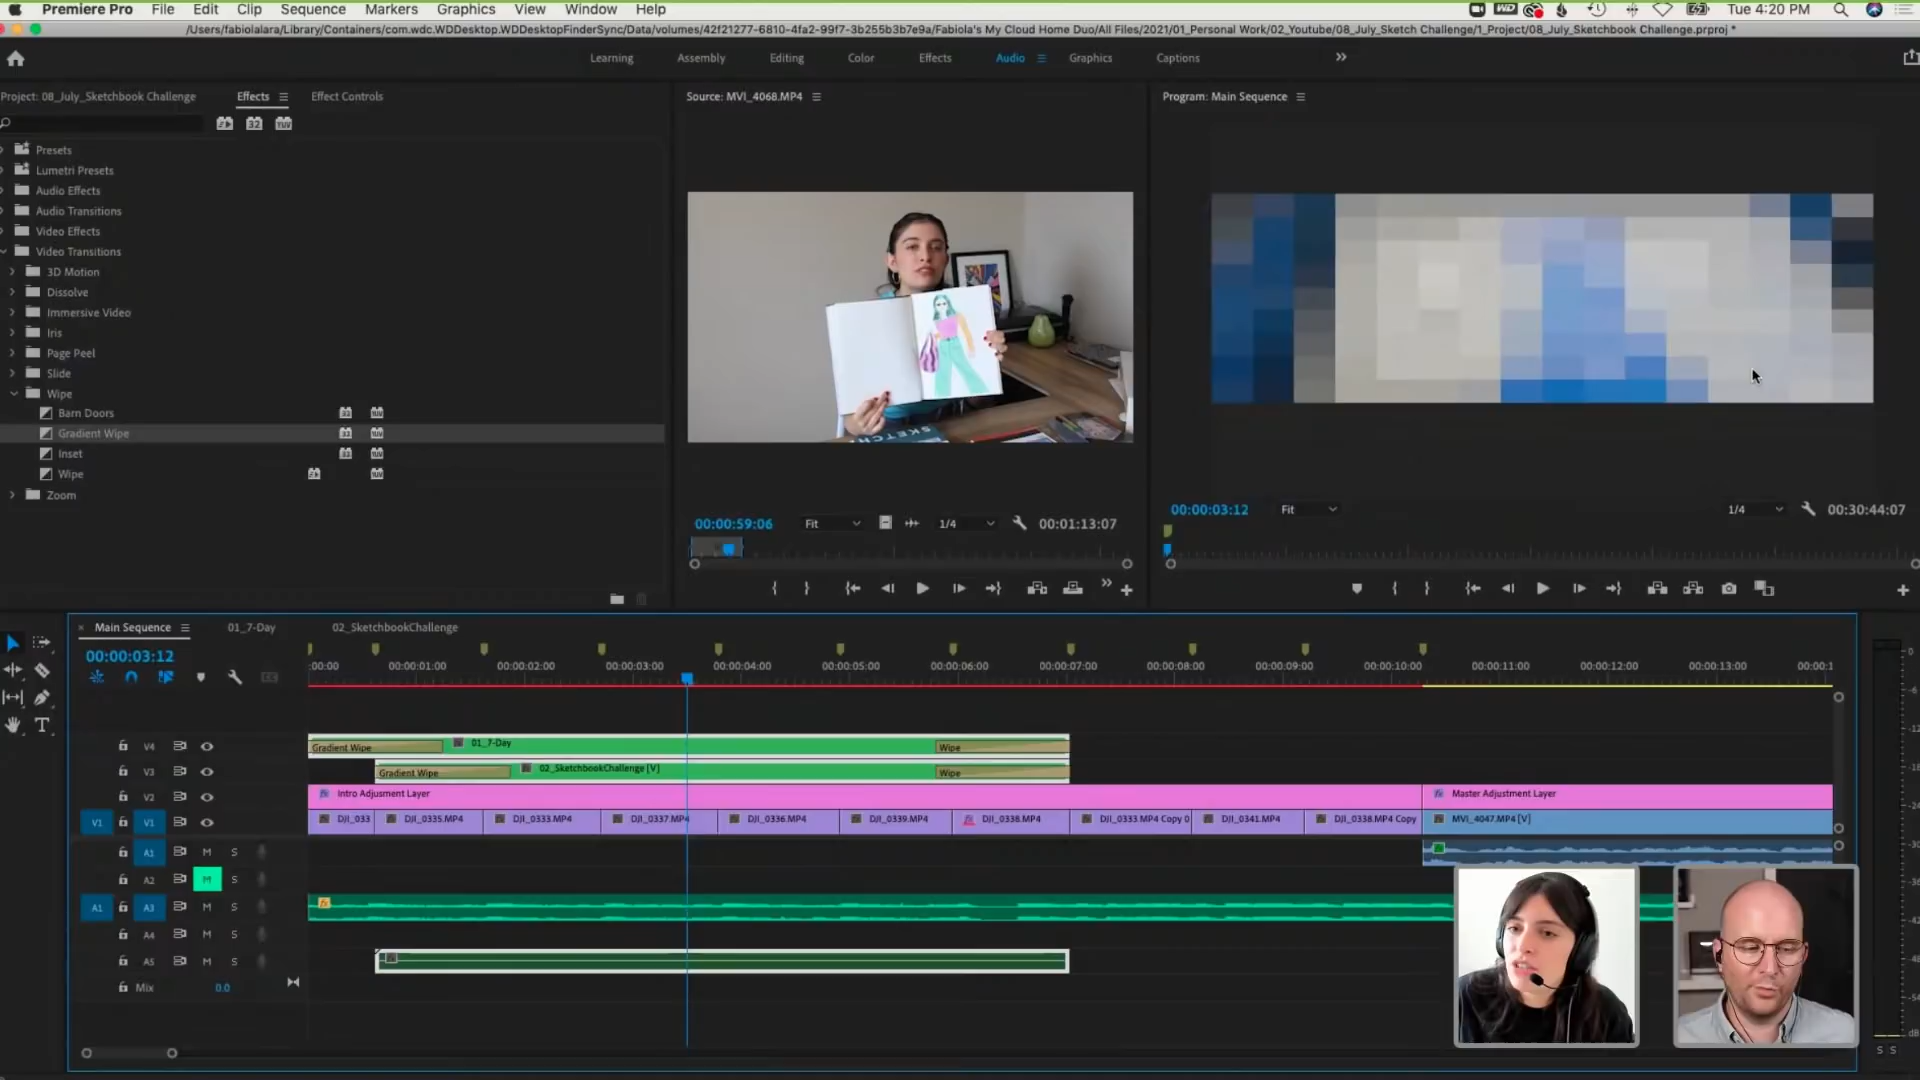 Premiere Pro File Edit Clip Sequence Markers Graphics View Window Help Tue 4:20 PM
/Users/fabiolalara/Library/Containers/com.wdc.WDDesktop.WDDesktopFinderSync/Data/volumes/42f21277-6810-4fa2-99f7-3b255b3b7e9a/Fabiola's My Cloud Home Duo/All Files/2021/01_Personal Work/02_Youtube/08_July_Sketch Challenge/1_Project/08_July_Sketchbook Challenge.prproj *
Learning Assembly Editing Color Effects Audio Graphics Captions
Project: 08_July_Sketchbook Challenge Effects Effect Controls Source: MVI_4068.MP4 Program: Main Sequence
32 YUV
Presets
Lumetri Presets
Audio Effects
Audio Transitions
Video Effects
Video Transitions
3D Motion
Dissolve
Immersive Video
Iris
Page Peel
Slide
Wipe
Barn Doors
Gradient Wipe
Inset
Wipe
Zoom
SKETCH
00:00:59:06 Fit 1/4 00:01:13:07
00:00:03:12 Fit 1/4 00:30:44:07
Main Sequence 01_7-Day 02_SketchbookChallenge
00:00:03:12
:00:00 00:00:01:00 00:00:02:00 00:00:03:00 00:00:04:00 00:00:05:00 00:00:06:00 00:00:07:00 00:00:08:00 00:00:09:00 00:00:10:00 00:00:11:00 00:00:12:00 00:00:13:00 00:00:1
V4 Gradient Wipe 01_7-Day Wipe
V3 Gradient Wipe 02_SketchbookChallenge [V] Wipe
V2 Intro Adjusment Layer Master Adjustment Layer
V1 V1 DJI_033 DJI_0335.MP4 DJI_0333.MP4 DJI_0337.MP4 DJI_0336.MP4 DJI_0339.MP4 DJI_0338.MP4 DJI_0333.MP4 Copy 0 DJI_0341.MP4 DJI_0338.MP4 Copy MVI_4047.MP4 [V]
A1 M S
A2 M S
A1 A3 M S
A4 M S
A5 M S
Mix 0.0
0
S S